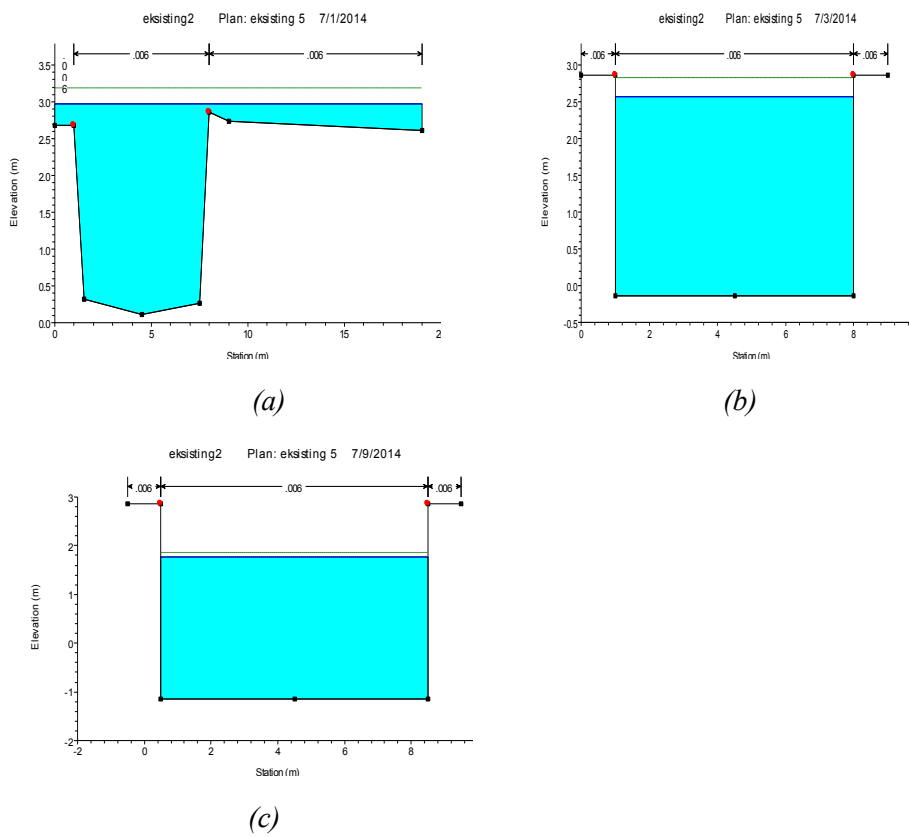 eksisting2 Plan: eksisting 5 7/1/2014
.006 .006 .006
3.5
3.0
2.5
2.0
1.5
1.0
0.5
0.0
Elevation (m)
0 5 10 15 2
Station (m)
(a)
eksisting2 Plan: eksisting 5 7/3/2014
.006 .006 .006
3.0
2.5
2.0
1.5
1.0
0.5
0.0
-0.5
Elevation (m)
0 2 4 6 8
Station (m)
(b)
eksisting2 Plan: eksisting 5 7/9/2014
.006 .006 .006
3
2
1
0
-1
-2
Elevation (m)
-2 0 2 4 6 8
Station (m)
(c)